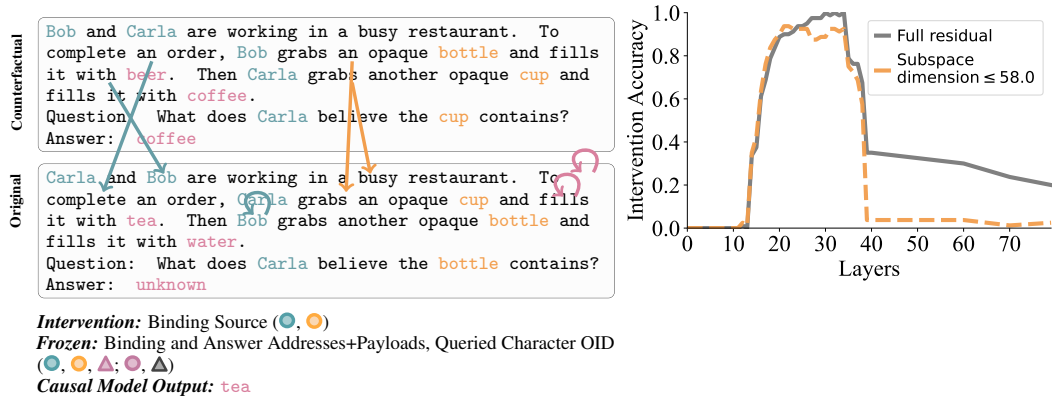 Counterfactual
Bob and Carla are working in a busy restaurant. To
complete an order, Bob grabs an opaque bottle and fills
it with beer. Then Carla grabs another opaque cup and
fills it with coffee.
Question: What does Carla believe the cup contains?
Answer: coffee
Original
Carla and Bob are working in a busy restaurant. To
complete an order, Carla grabs an opaque cup and fills
it with tea. Then Bob grabs another opaque bottle and
fills it with water.
Question: What does Carla believe the bottle contains?
Answer: unknown
Intervention: Binding Source (, )
Frozen: Binding and Answer Addresses+Payloads, Queried Character OID
(, , ; , )
Causal Model Output: tea
Intervention Accuracy
1.0
0.8
0.6
0.4
0.2
0.0
0 10 20 30 40 50 60 70
Layers
Full residual
Subspace
dimension ≤ 58.0